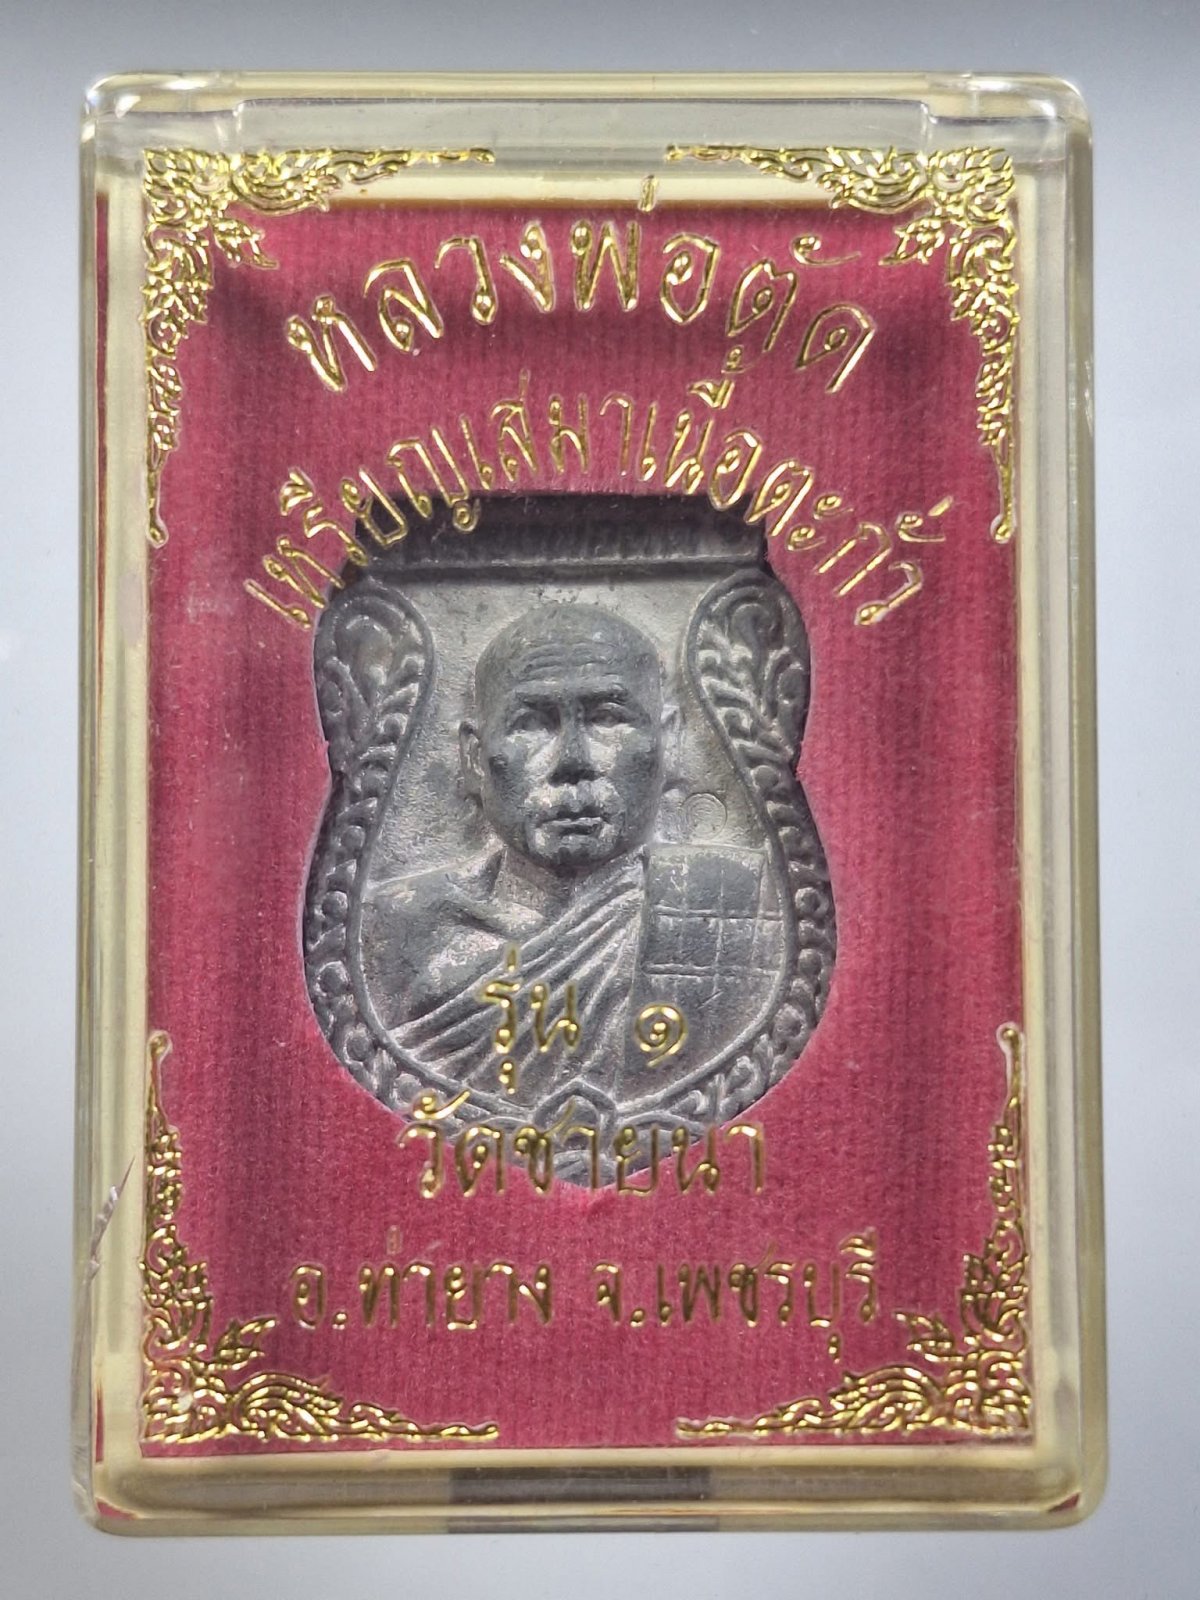 หลวงพ่อตัด
เหรียญเสมาเนื้อตะกั่ว
รุ่น ๑
วัดชายนา
อ.ท่ายาง จ.เพชรบุรี